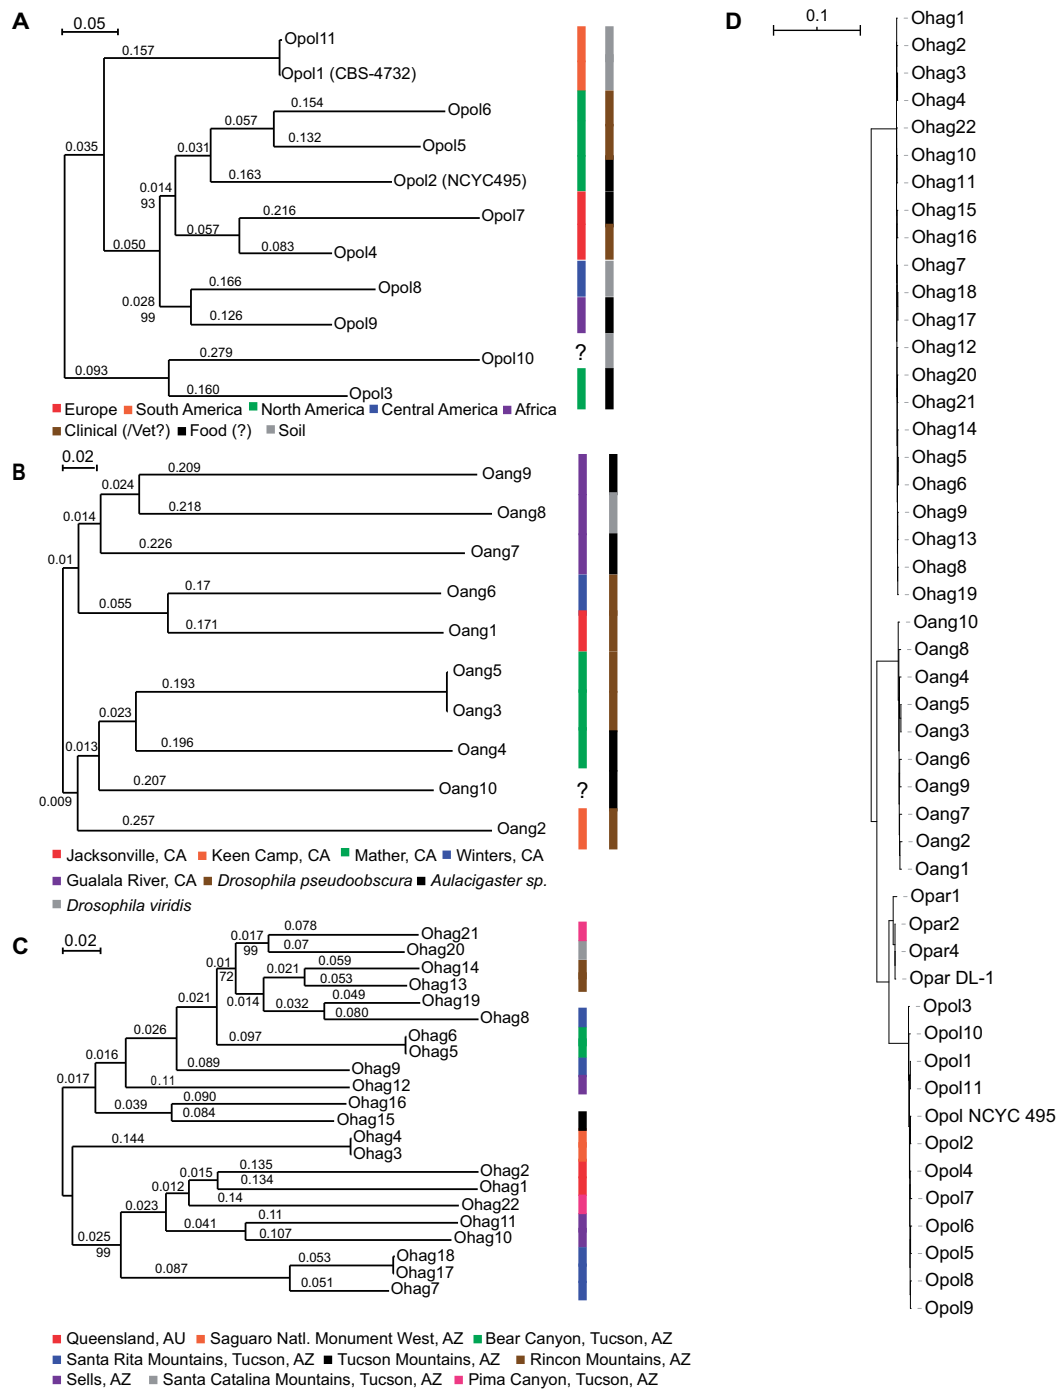 A
0.05
Opol11
0.157
Opol1 (CBS-4732)
0.154
Opol6
0.057
0.132
Opol5
0.035
0.031
0.163
Opol2 (NCYC495)
0.014
93
0.216
Opol7
0.057
0.083
Opol4
0.050
0.166
Opol8
0.028
99
0.126
Opol9
0.279
Opol10
?
0.093
0.160
Opol3
Europe South America North America Central America Africa
Clinical (/Vet?) Food (?) Soil
B
0.02
0.209
Oang9
0.024
0.218
Oang8
0.014
0.226
Oang7
0.01
0.17
Oang6
0.055
0.171
Oang1
Oang5
0.193
Oang3
0.023
0.196
Oang4
0.013
0.207
Oang10
?
0.009
0.257
Oang2
Jacksonville, CA Keen Camp, CA Mather, CA Winters, CA
Gualala River, CA Drosophila pseudoobscura Aulacigaster sp.
Drosophila viridis
C
0.02
0.078
Ohag21
0.017
99
0.07
Ohag20
0.01
72
0.059
Ohag14
0.021
0.053
Ohag13
0.014
0.049
Ohag19
0.032
0.080
Ohag8
0.021
0.097
Ohag6
Ohag5
0.026
0.089
Ohag9
0.016
0.11
Ohag12
0.017
0.090
Ohag16
0.039
0.084
Ohag15
0.144
Ohag4
Ohag3
0.135
Ohag2
0.015
0.134
Ohag1
0.012
0.14
Ohag22
0.023
0.11
Ohag11
0.041
0.107
Ohag10
0.025
99
0.053
Ohag18
0.087
Ohag17
0.051
Ohag7
Queensland, AU Saguaro Natl. Monument West, AZ Bear Canyon, Tucson, AZ
Santa Rita Mountains, Tucson, AZ Tucson Mountains, AZ Rincon Mountains, AZ
Sells, AZ Santa Catalina Mountains, Tucson, AZ Pima Canyon, Tucson, AZ
D
0.1
Ohag1
Ohag2
Ohag3
Ohag4
Ohag22
Ohag10
Ohag11
Ohag15
Ohag16
Ohag7
Ohag18
Ohag17
Ohag12
Ohag20
Ohag21
Ohag14
Ohag5
Ohag6
Ohag9
Ohag13
Ohag8
Ohag19
Oang10
Oang8
Oang4
Oang5
Oang3
Oang6
Oang9
Oang7
Oang2
Oang1
Opar1
Opar2
Opar4
Opar DL-1
Opol3
Opol10
Opol1
Opol11
Opol NCYC 495
Opol2
Opol4
Opol7
Opol6
Opol5
Opol8
Opol9